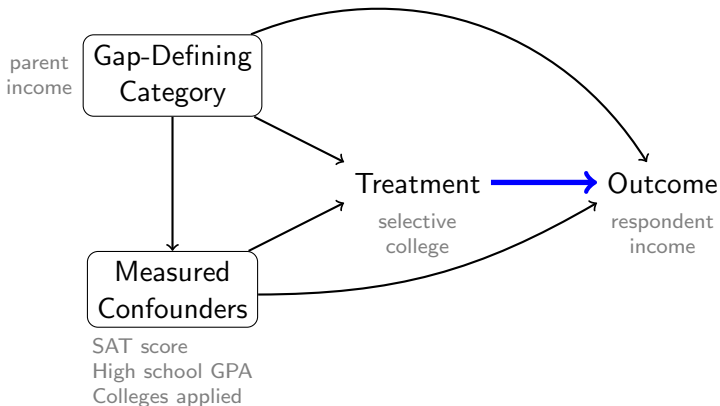 parent
income
Gap-Defining
Category
Treatment
selective
college
Outcome
respondent
income
Measured
Confounders
SAT score
High school GPA
Colleges applied